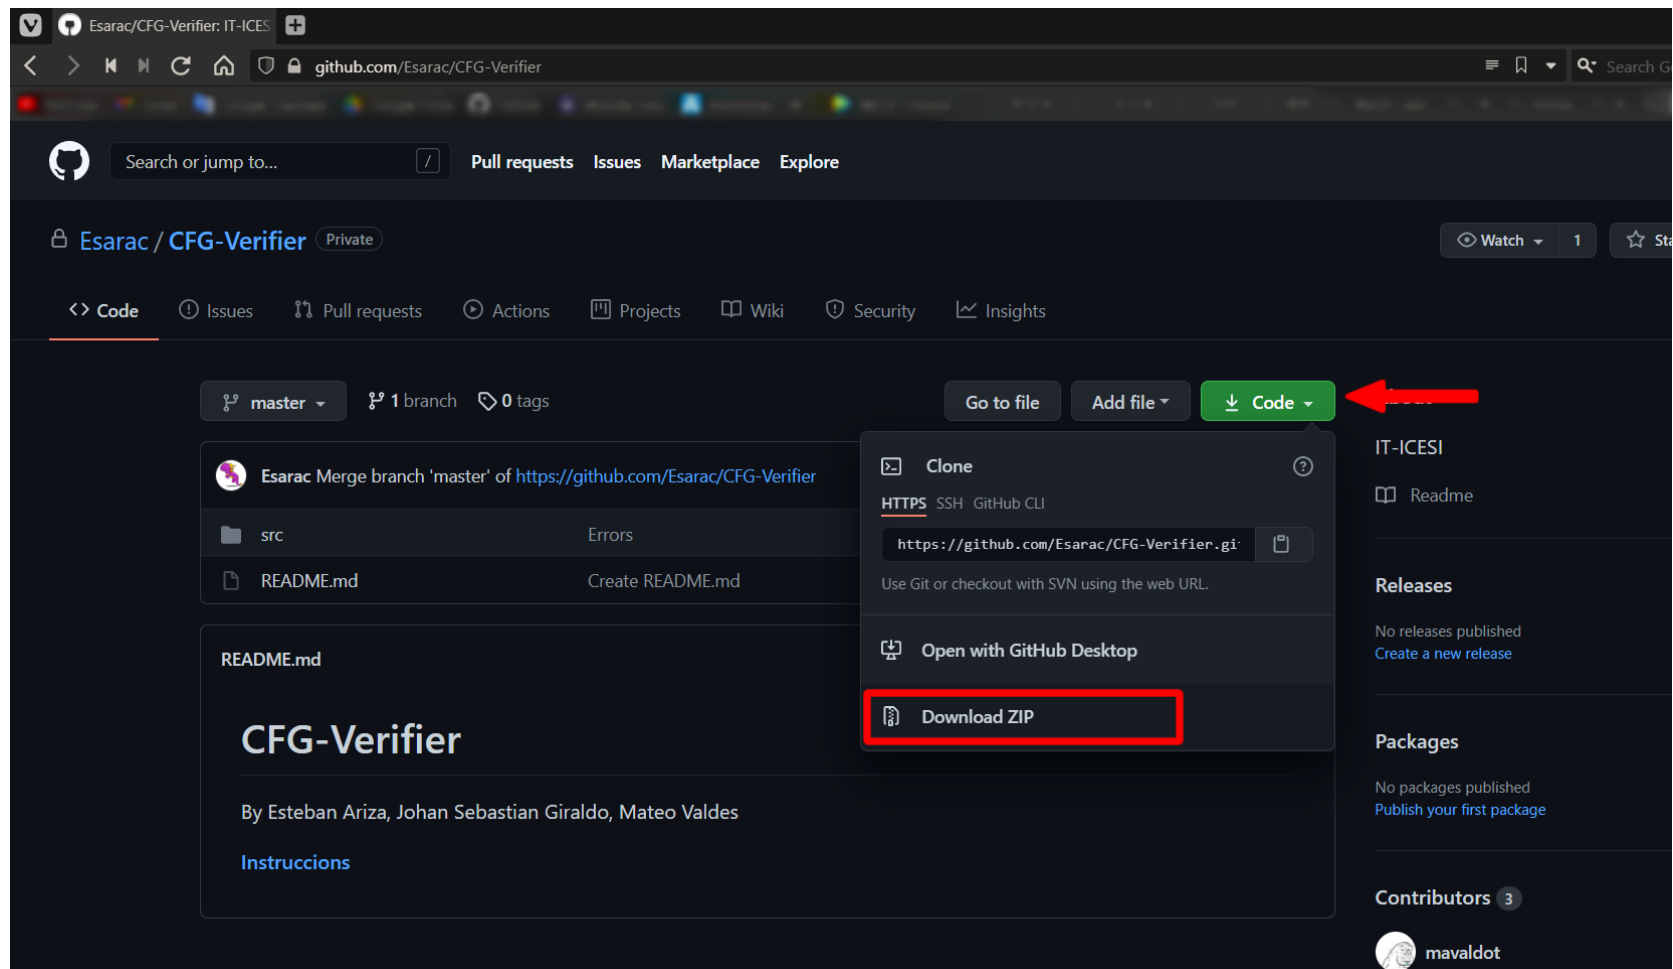 Esarac/CFG-Verifier: IT-ICES
github.com/Esarac/CFG-Verifier
Search G
Search or jump to... /
Pull requests Issues Marketplace Explore
Esarac / CFG-Verifier Private
Watch 1 Sta
Code Issues Pull requests Actions Projects Wiki Security Insights
master 1 branch 0 tags Go to file Add file Code
Esarac Merge branch 'master' of https://github.com/Esarac/CFG-Verifier
src Errors
README.md Create README.md
Clone
HTTPS SSH GitHub CLI
https://github.com/Esarac/CFG-Verifier.gi
Use Git or checkout with SVN using the web URL.
Open with GitHub Desktop
Download ZIP
README.md
CFG-Verifier
By Esteban Ariza, Johan Sebastian Giraldo, Mateo Valdes
Instruccions
IT-ICESI
Readme
Releases
No releases published
Create a new release
Packages
No packages published
Publish your first package
Contributors 3
mavaldot